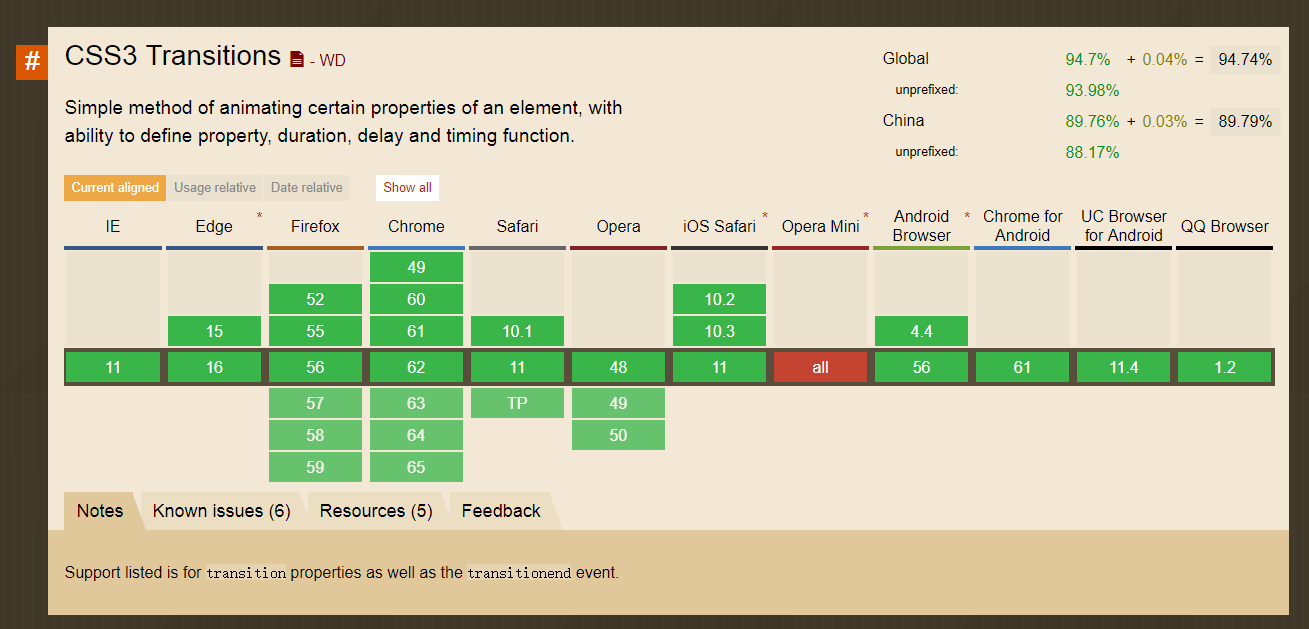 # CSS3 Transitions - WD
Global 94.7% + 0.04% = 94.74%
unprefixed: 93.98%
China 89.76% + 0.03% = 89.79%
unprefixed: 88.17%
Simple method of animating certain properties of an element, with
ability to define property, duration, delay and timing function.
Current aligned Usage relative Date relative Show all
IE Edge * Firefox Chrome Safari Opera iOS Safari * Opera Mini * Android Browser * Chrome for Android UC Browser for Android QQ Browser
49
52 60 10.2
15 55 61 10.1 10.3 4.4
11 16 56 62 11 48 11 all 56 61 11.4 1.2
57 63 TP 49
58 64 50
59 65
Notes Known issues (6) Resources (5) Feedback
Support listed is for transition properties as well as the transitionend event.